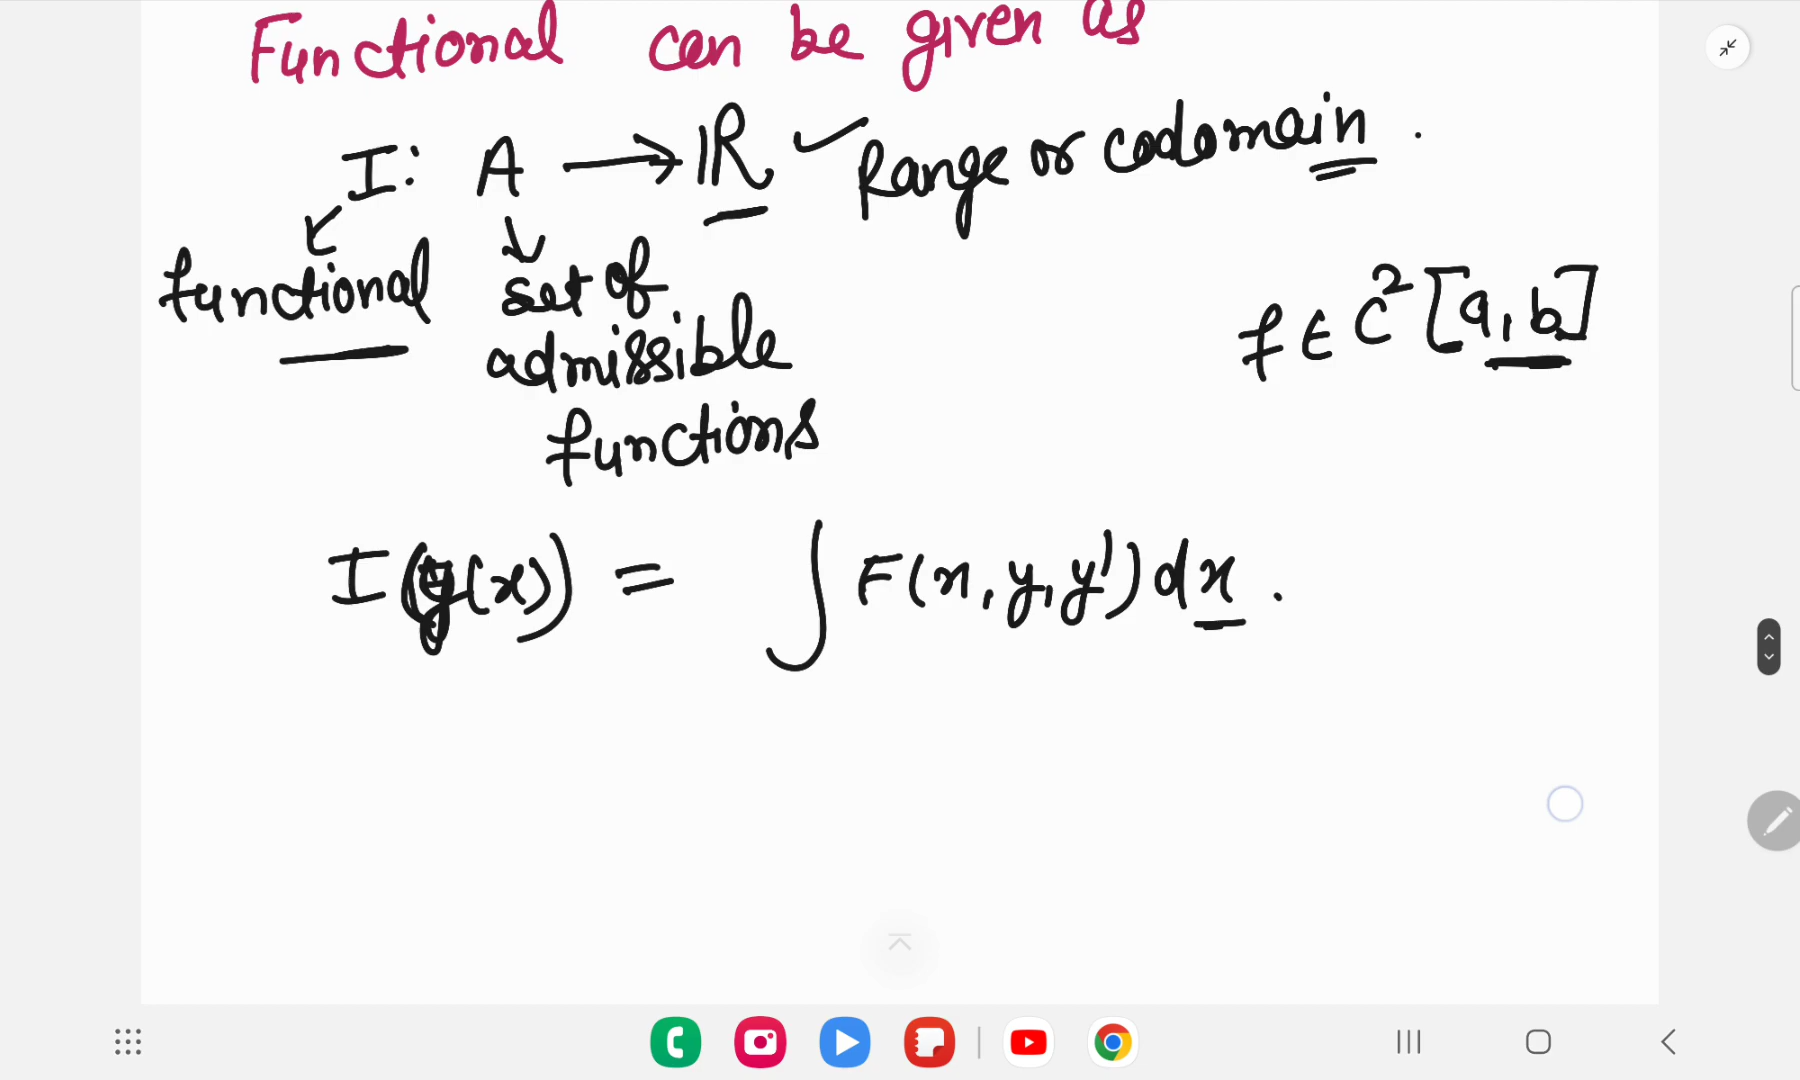 Functional can be given as
I: A → ℝ ✓ Range or codomain .
functional set of
admissible
functions
f ∈ C² [a, b]
I(y(x)) = ∫ F(x, y, y′) dx .